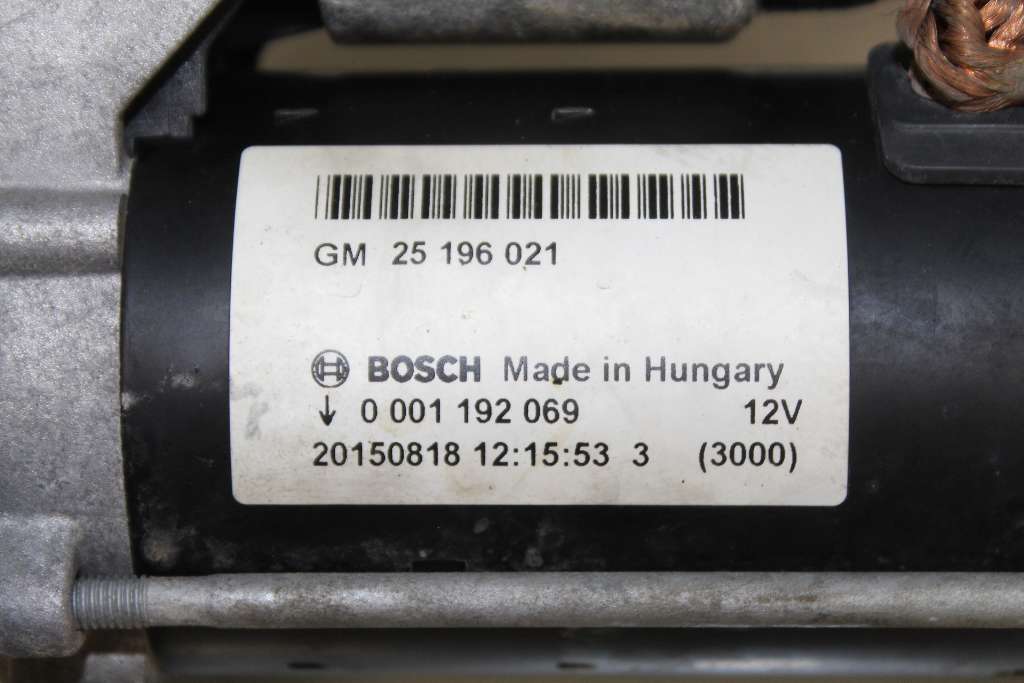 GM 25 196 021
BOSCH Made in Hungary
↓ 0 001 192 069 12V
20150818 12:15:53 3 (3000)